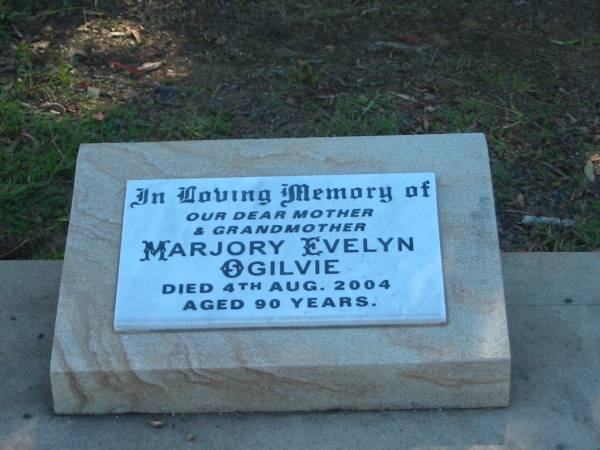 In Loving Memory of
OUR DEAR MOTHER
& GRANDMOTHER
MARJORY EVELYN
OGILVIE
DIED 4TH AUG. 2004
AGED 90 YEARS.